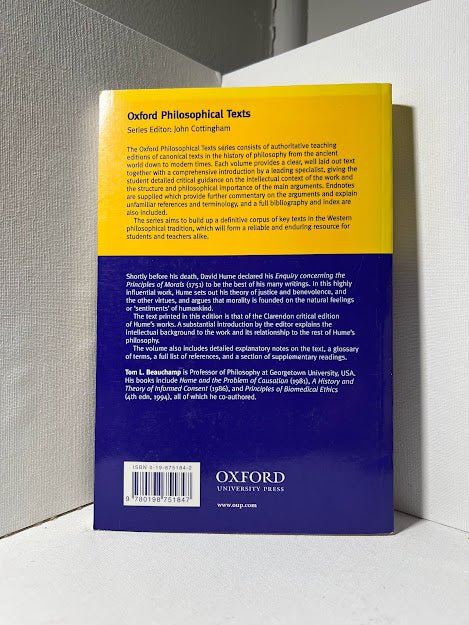 Oxford Philosophical Texts
Series Editor: John Cottingham
The Oxford Philosophical Texts series consists of authoritative teaching
editions of canonical texts in the history of philosophy from the ancient
world down to modern times. Each volume provides a clear, well laid out text
together with a comprehensive introduction by a leading specialist, giving the
student detailed critical guidance on the intellectual context of the work and
the structure and philosophical importance of the main arguments. Endnotes
are supplied which provide further commentary on the arguments and explain
unfamiliar references and terminology, and a full bibliography and index are
also included.
The series aims to build up a definitive corpus of key texts in the Western
philosophical tradition, which will form a reliable and enduring resource for
students and teachers alike.
Shortly before his death, David Hume declared his Enquiry concerning the
Principles of Morals (1751) to be the best of his many writings. In this highly
influential work, Hume sets out his theory of justice and benevolence, and
the other virtues, and argues that morality is founded on the natural feelings
or 'sentiments' of humankind.
The text printed in this edition is that of the Clarendon critical edition
of Hume's works. A substantial introduction by the editor explains the
intellectual background to the work and its relationship to the rest of Hume's
philosophy.
The volume also includes detailed explanatory notes on the text, a glossary
of terms, a full list of references, and a section of supplementary readings.
Tom L. Beauchamp is Professor of Philosophy at Georgetown University, USA.
His books include Hume and the Problem of Causation (1981), A History and
Theory of Informed Consent (1986), and Principles of Biomedical Ethics
(4th edn, 1994), all of which he co-authored.
ISBN 0-19-875184-2
9 780198 751847
OXFORD
UNIVERSITY PRESS
www.oup.com